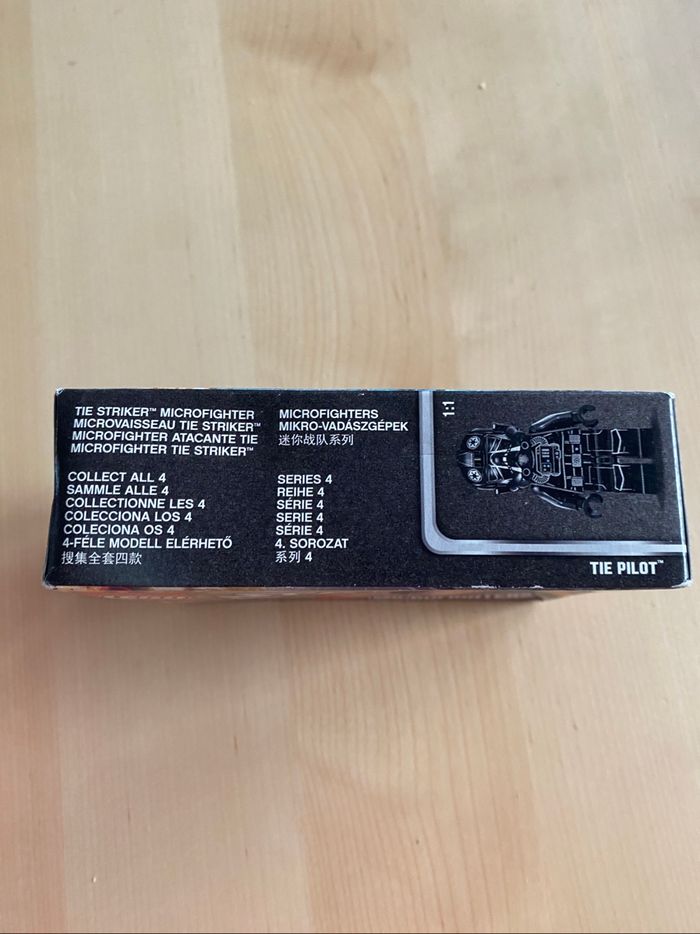 TIE STRIKER™ MICROFIGHTER
MICROVAISSEAU TIE STRIKER™
MICROFIGHTER ATACANTE TIE
MICROFIGHTER TIE STRIKER™
MICROFIGHTERS
MIKRO-VADÁSZGÉPEK
迷你战队系列
COLLECT ALL 4
SAMMLE ALLE 4
COLLECTIONNE LES 4
COLECCIONA LOS 4
COLECIONA OS 4
4-FÉLE MODELL ELÉRHETŐ
搜集全套四款
SERIES 4
REIHE 4
SÉRIE 4
SERIE 4
SÉRIE 4
4. SOROZAT
系列 4
1:1
TIE PILOT™